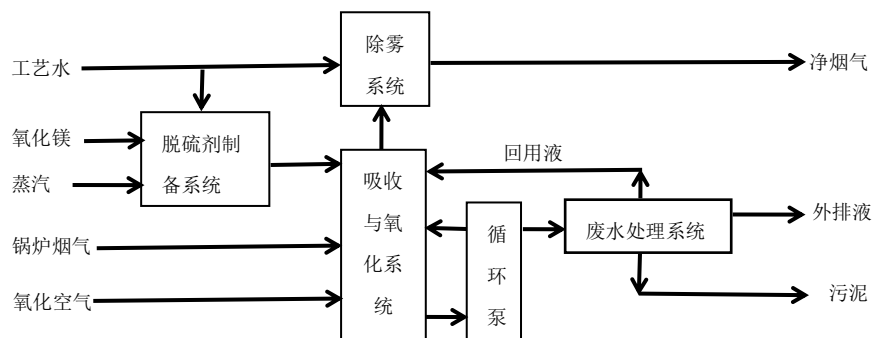 工艺水
除雾
系统
净烟气
氧化镁
蒸汽
脱硫剂制
备系统
回用液
吸收
与氧
化系
统
锅炉烟气
氧化空气
循
环
泵
废水处理系统
外排液
污泥